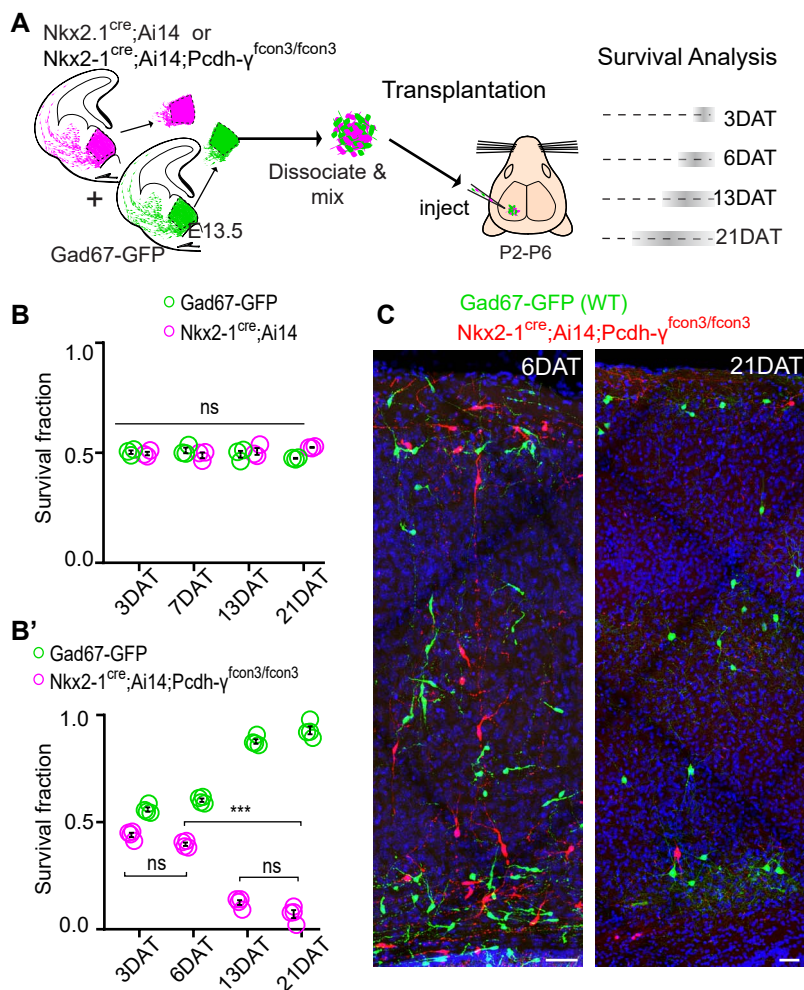 A
Nkx2.1cre;Ai14 or
Nkx2-1cre;Ai14;Pcdh-γfcon3/fcon3
Survival Analysis
Transplantation
3DAT
6DAT
13DAT
21DAT
Dissociate &
mix
inject
+
E13.5
Gad67-GFP
P2-P6
B
Gad67-GFP
Nkx2-1cre;Ai14
1.0
0.5
0.0
Survival fraction
ns
3DAT
7DAT
13DAT
21DAT
B’
Gad67-GFP
Nkx2-1cre;Ai14;Pcdh-γfcon3/fcon3
1.0
0.5
0.0
Survival fraction
***
ns
ns
3DAT
6DAT
13DAT
21DAT
C
Gad67-GFP (WT)
Nkx2-1cre;Ai14;Pcdh-γfcon3/fcon3
6DAT
21DAT